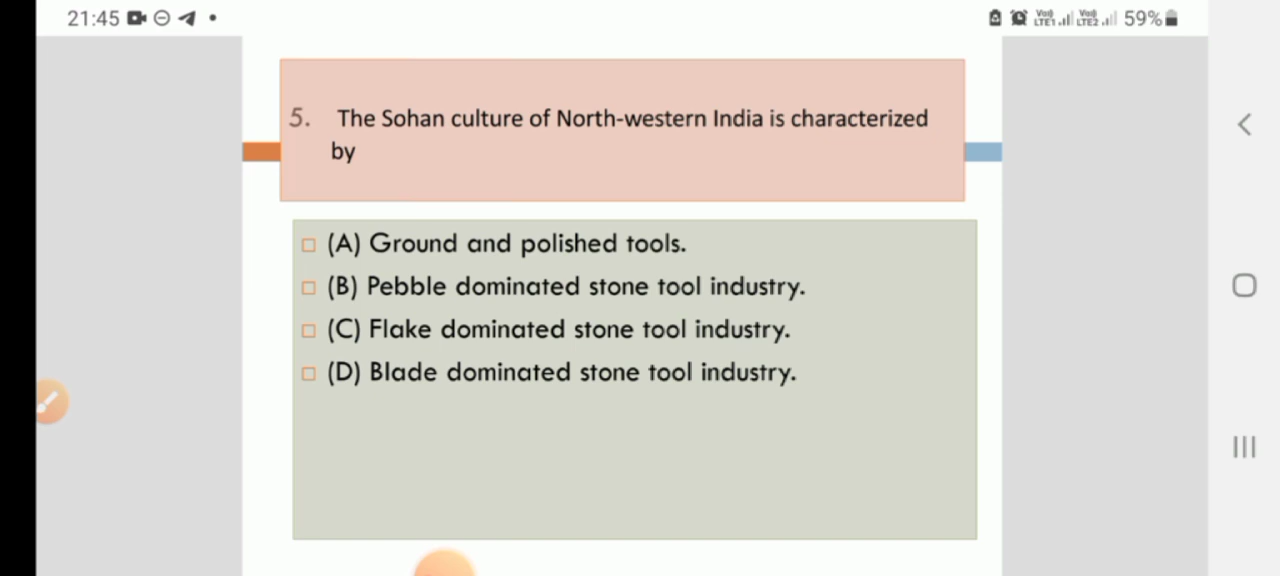 21:45 59%
5. The Sohan culture of North-western India is characterized
by
(A) Ground and polished tools.
(B) Pebble dominated stone tool industry.
(C) Flake dominated stone tool industry.
(D) Blade dominated stone tool industry.